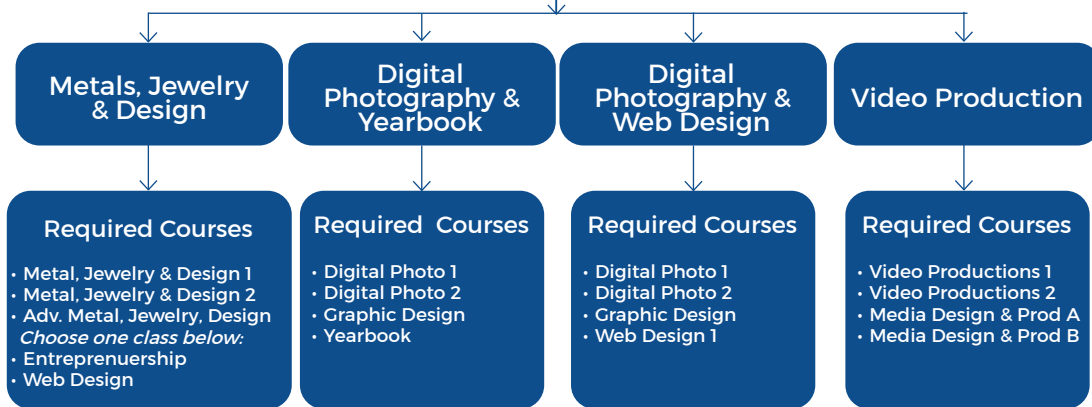 Metals, Jewelry
& Design
Digital
Photography &
Yearbook
Digital
Photography &
Web Design
Video Production
Required Courses
• Metal, Jewelry & Design 1
• Metal, Jewelry & Design 2
• Adv. Metal, Jewelry, Design
Choose one class below:
• Entreprenuership
• Web Design
Required Courses
• Digital Photo 1
• Digital Photo 2
• Graphic Design
• Yearbook
Required Courses
• Digital Photo 1
• Digital Photo 2
• Graphic Design
• Web Design 1
Required Courses
• Video Productions 1
• Video Productions 2
• Media Design & Prod A
• Media Design & Prod B